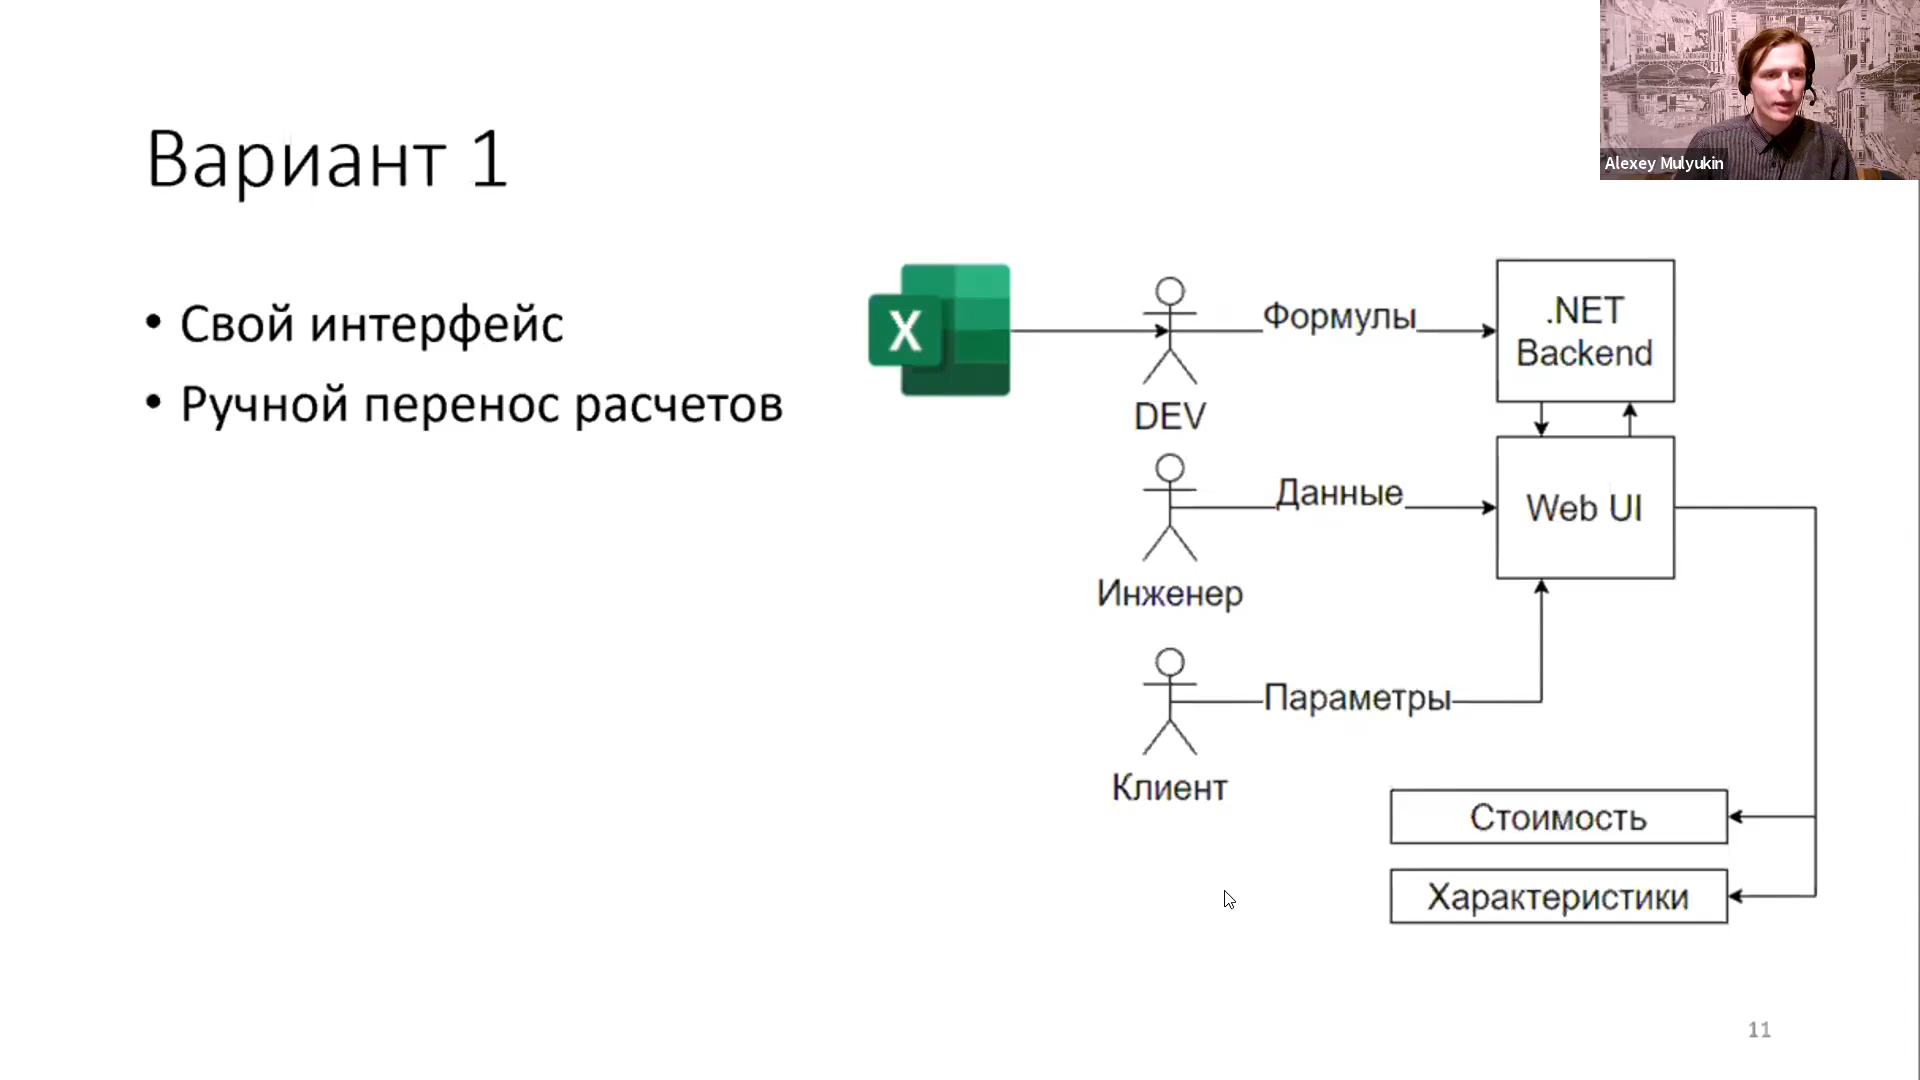 Вариант 1
• Свой интерфейс
• Ручной перенос расчетов
Alexey Mulyukin
X
DEV
Формулы
.NET
Backend
Инженер
Данные
Web UI
Клиент
Параметры
Стоимость
Характеристики
11